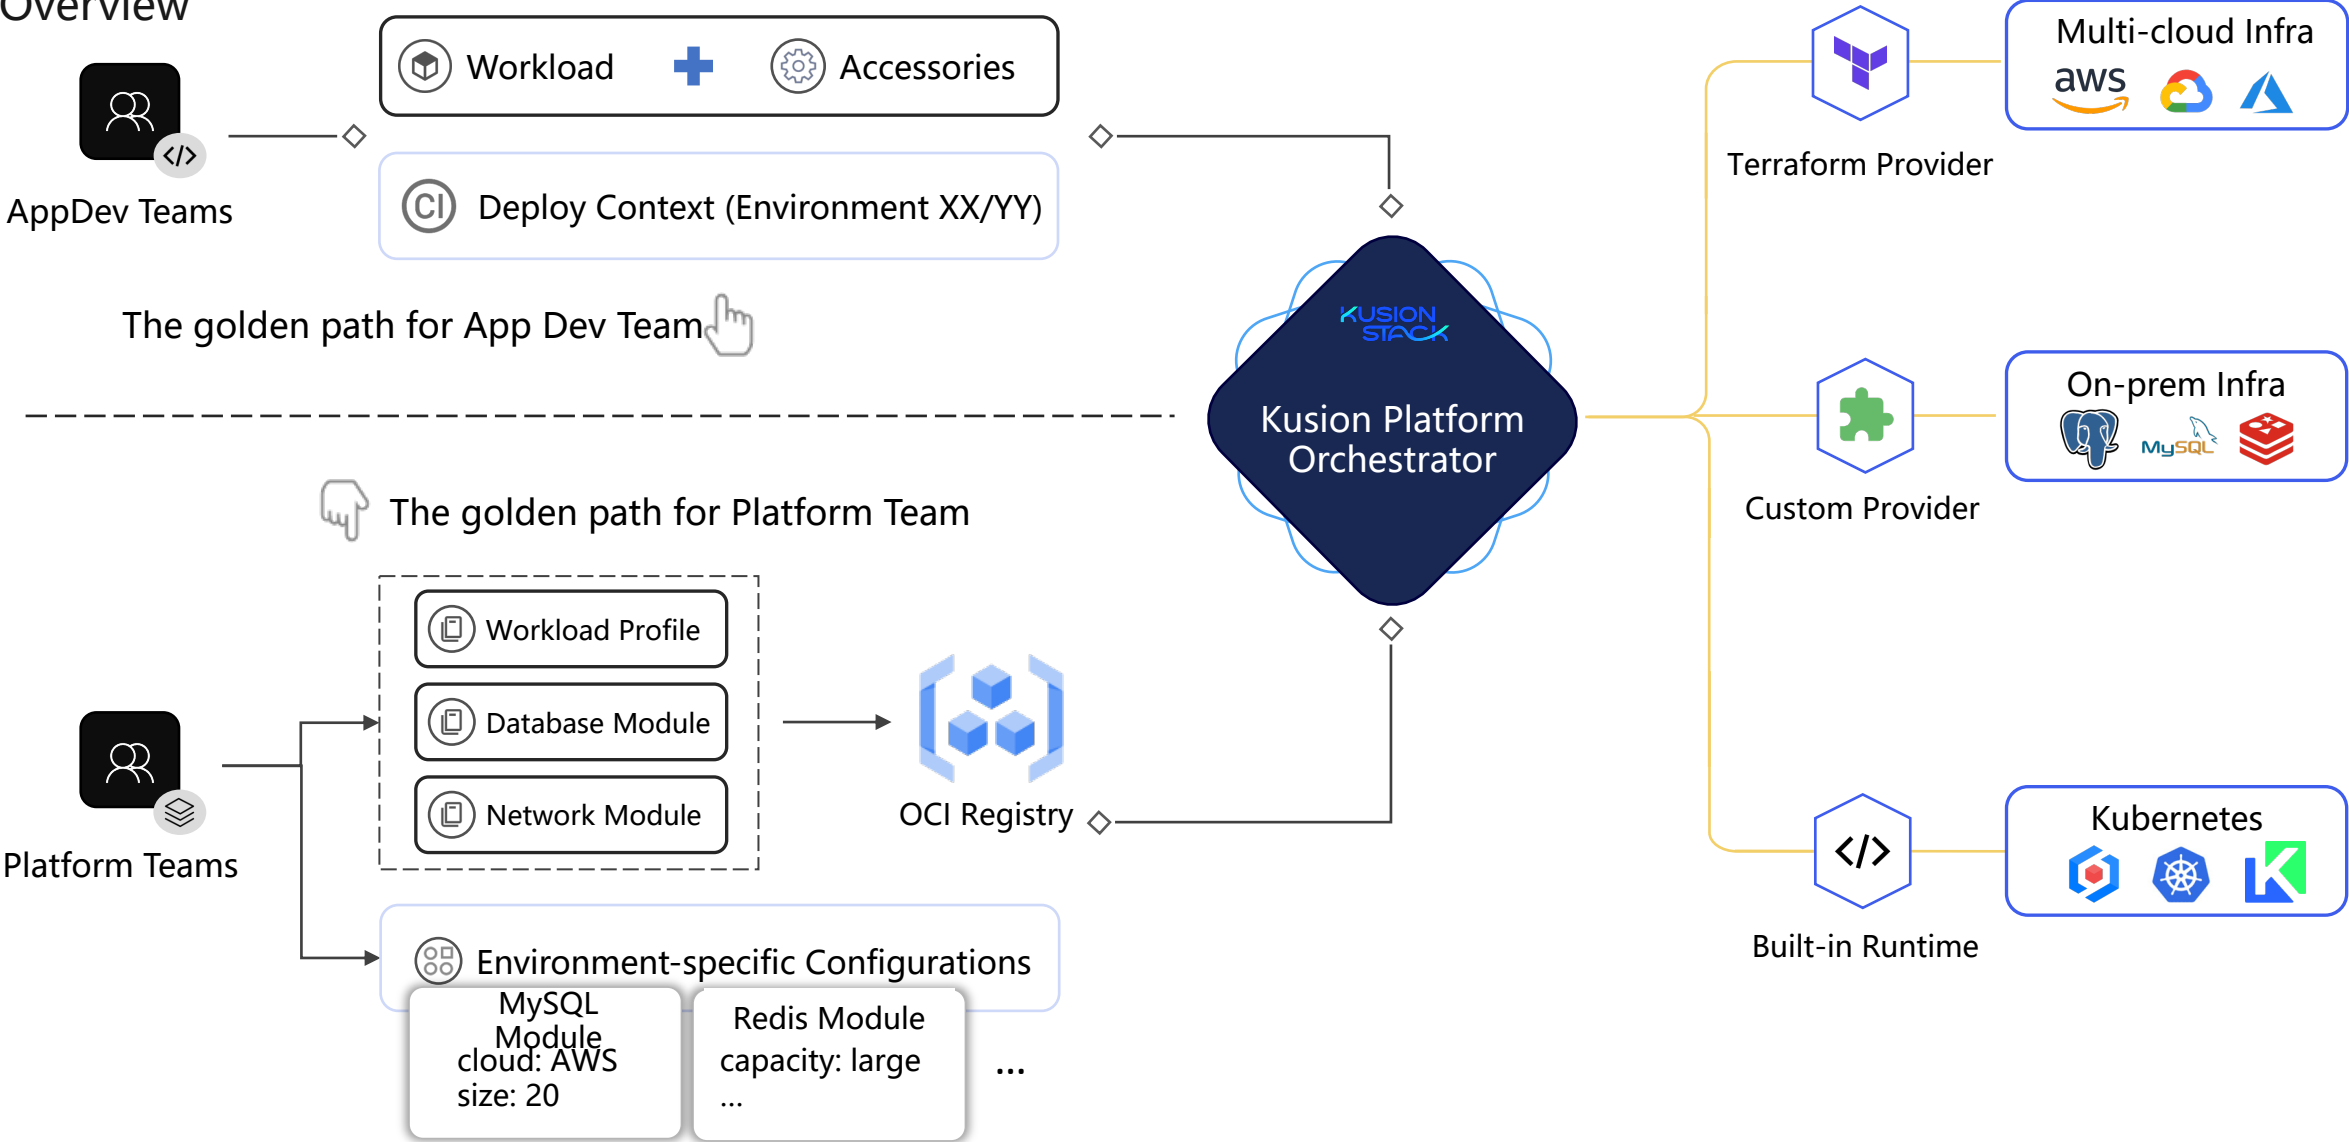 Overview
Workload
Accessories
CI
Deploy Context (Environment XX/YY)
AppDev Teams
The golden path for App Dev Team
The golden path for Platform Team
Workload Profile
Database Module
Network Module
OCI Registry
Platform Teams
Environment-specific Configurations
MySQL
Module
cloud: AWS
size: 20
Redis Module
capacity: large
...
...
KUSION
STACK
Kusion Platform
Orchestrator
Terraform Provider
Multi-cloud Infra
aws
Custom Provider
On-prem Infra
MySQL
Built-in Runtime
Kubernetes